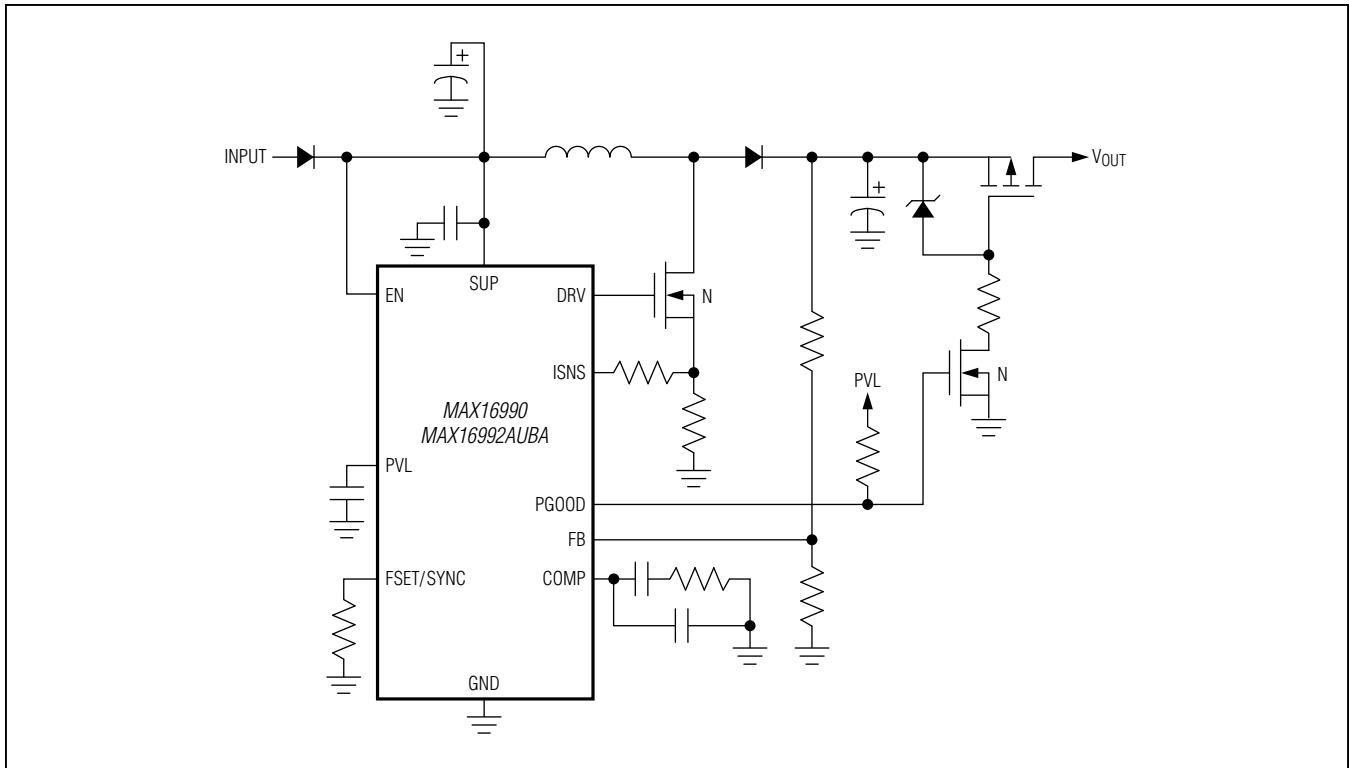 INPUT
VOUT
SUP
EN
DRV
N
ISNS
PVL
N
MAX16990
MAX16992AUBA
PVL
PGOOD
FB
FSET/SYNC
COMP
GND